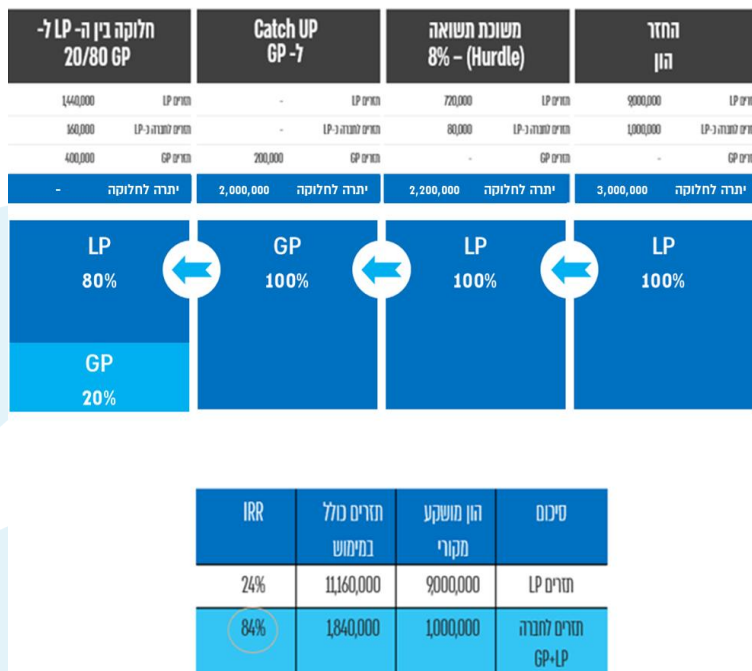 החזר
הון
משוכת תשואה
8% – (Hurdle)
Catch UP
ל- GP
חלוקה בין ה- LP ל-
20/80 GP
תזרים LP 9,000,000
תזרים לחברה כ-LP 1,000,000
תזרים GP -
יתרה לחלוקה 3,000,000
תזרים LP 720,000
תזרים לחברה כ-LP 80,000
תזרים GP -
יתרה לחלוקה 2,200,000
תזרים LP -
תזרים לחברה כ-LP -
תזרים GP 200,000
יתרה לחלוקה 2,000,000
תזרים LP 1,440,000
תזרים לחברה כ-LP 160,000
תזרים GP 400,000
יתרה לחלוקה -
LP
100%
LP
100%
GP
100%
LP
80%
GP
20%
סיכום
הון מושקע
מקורי
תזרים כולל
במימוש
IRR
תזרים LP 9,000,000 11,160,000 24%
תזרים לחברה
GP+LP
1,000,000 1,840,000 84%